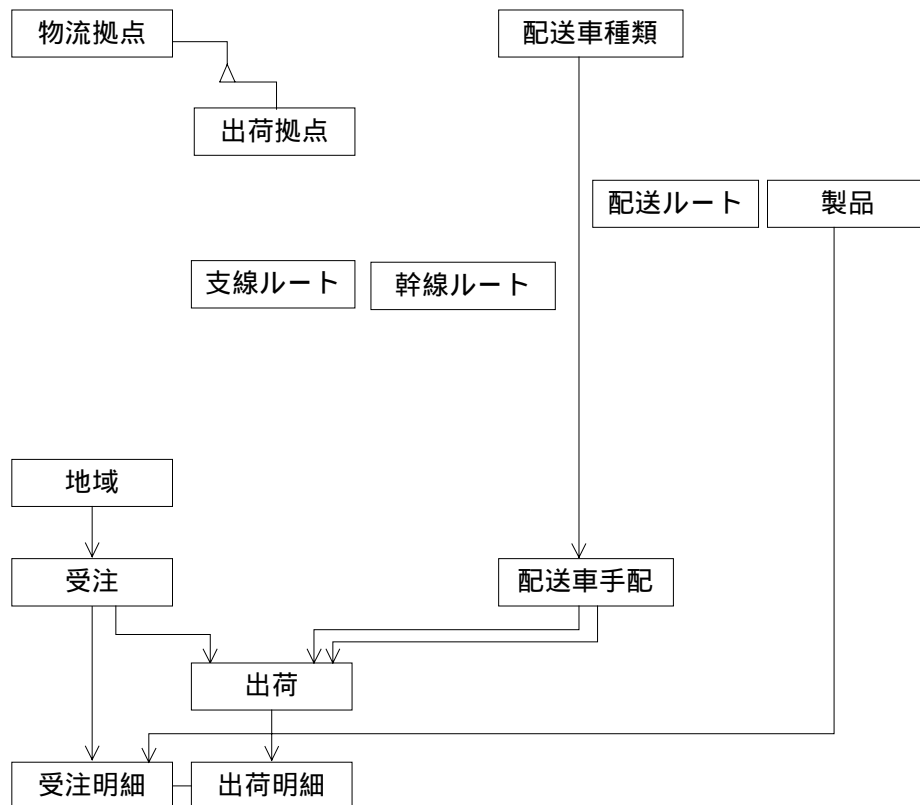 物流拠点
配送車種類
出荷拠点
配送ルート
製品
支線ルート
幹線ルート
地域
受注
配送車手配
出荷
受注明細
出荷明細